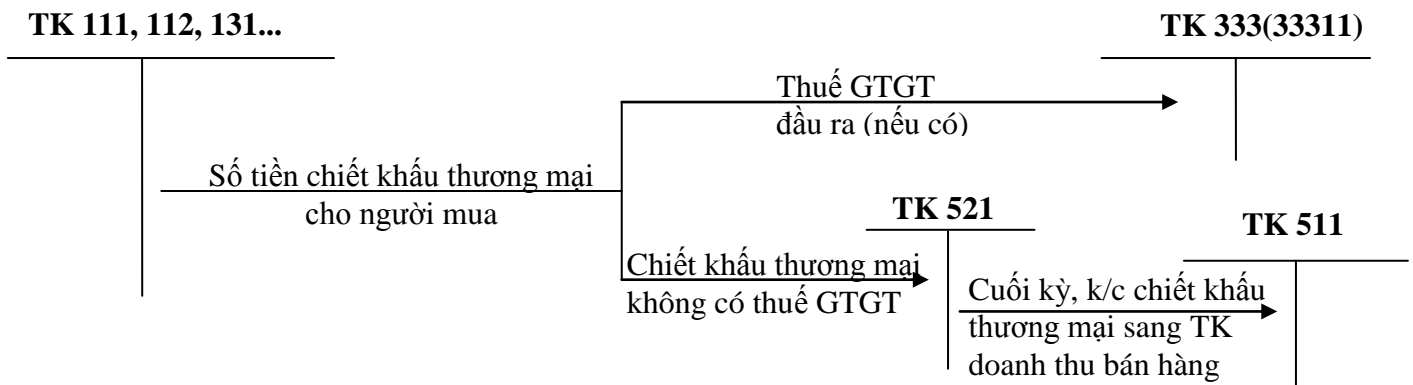 TK 111, 112, 131...
TK 333(33311)
Thuế GTGT
đầu ra (nếu có)
Số tiền chiết khấu thương mại
cho người mua
TK 521
TK 511
Chiết khấu thương mại
không có thuế GTGT
Cuối kỳ, k/c chiết khấu
thương mại sang TK
doanh thu bán hàng